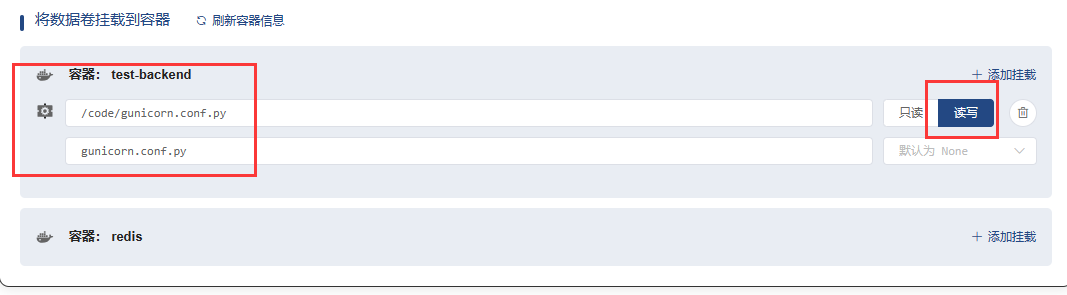 将数据卷挂载到容器 刷新容器信息
容器： test-backend 添加挂载
/code/gunicorn.conf.py 只读 读写
gunicorn.conf.py 默认为 None
容器： redis 添加挂载